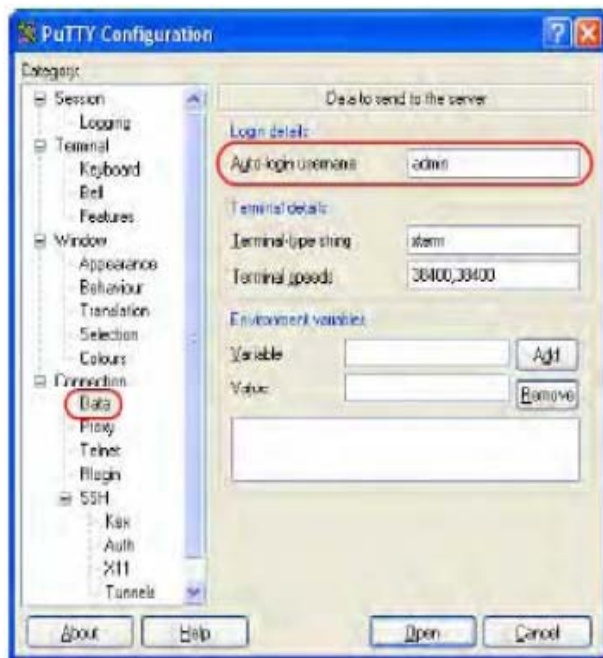 PuTTY Configuration
Category:
Session
Logging
Terminal
Keyboard
Bell
Features
Window
Appearance
Behaviour
Translation
Selection
Colours
Connection
Data
Proxy
Telnet
Rlogin
SSH
Kex
Auth
X11
Tunnels
Data to send to the server
Login details
Auto-login username
admin
Terminal details
Terminal-type string
xterm
Terminal speeds
38400,38400
Environment variables
Variable
Add
Value
Remove
About
Help
Open
Cancel